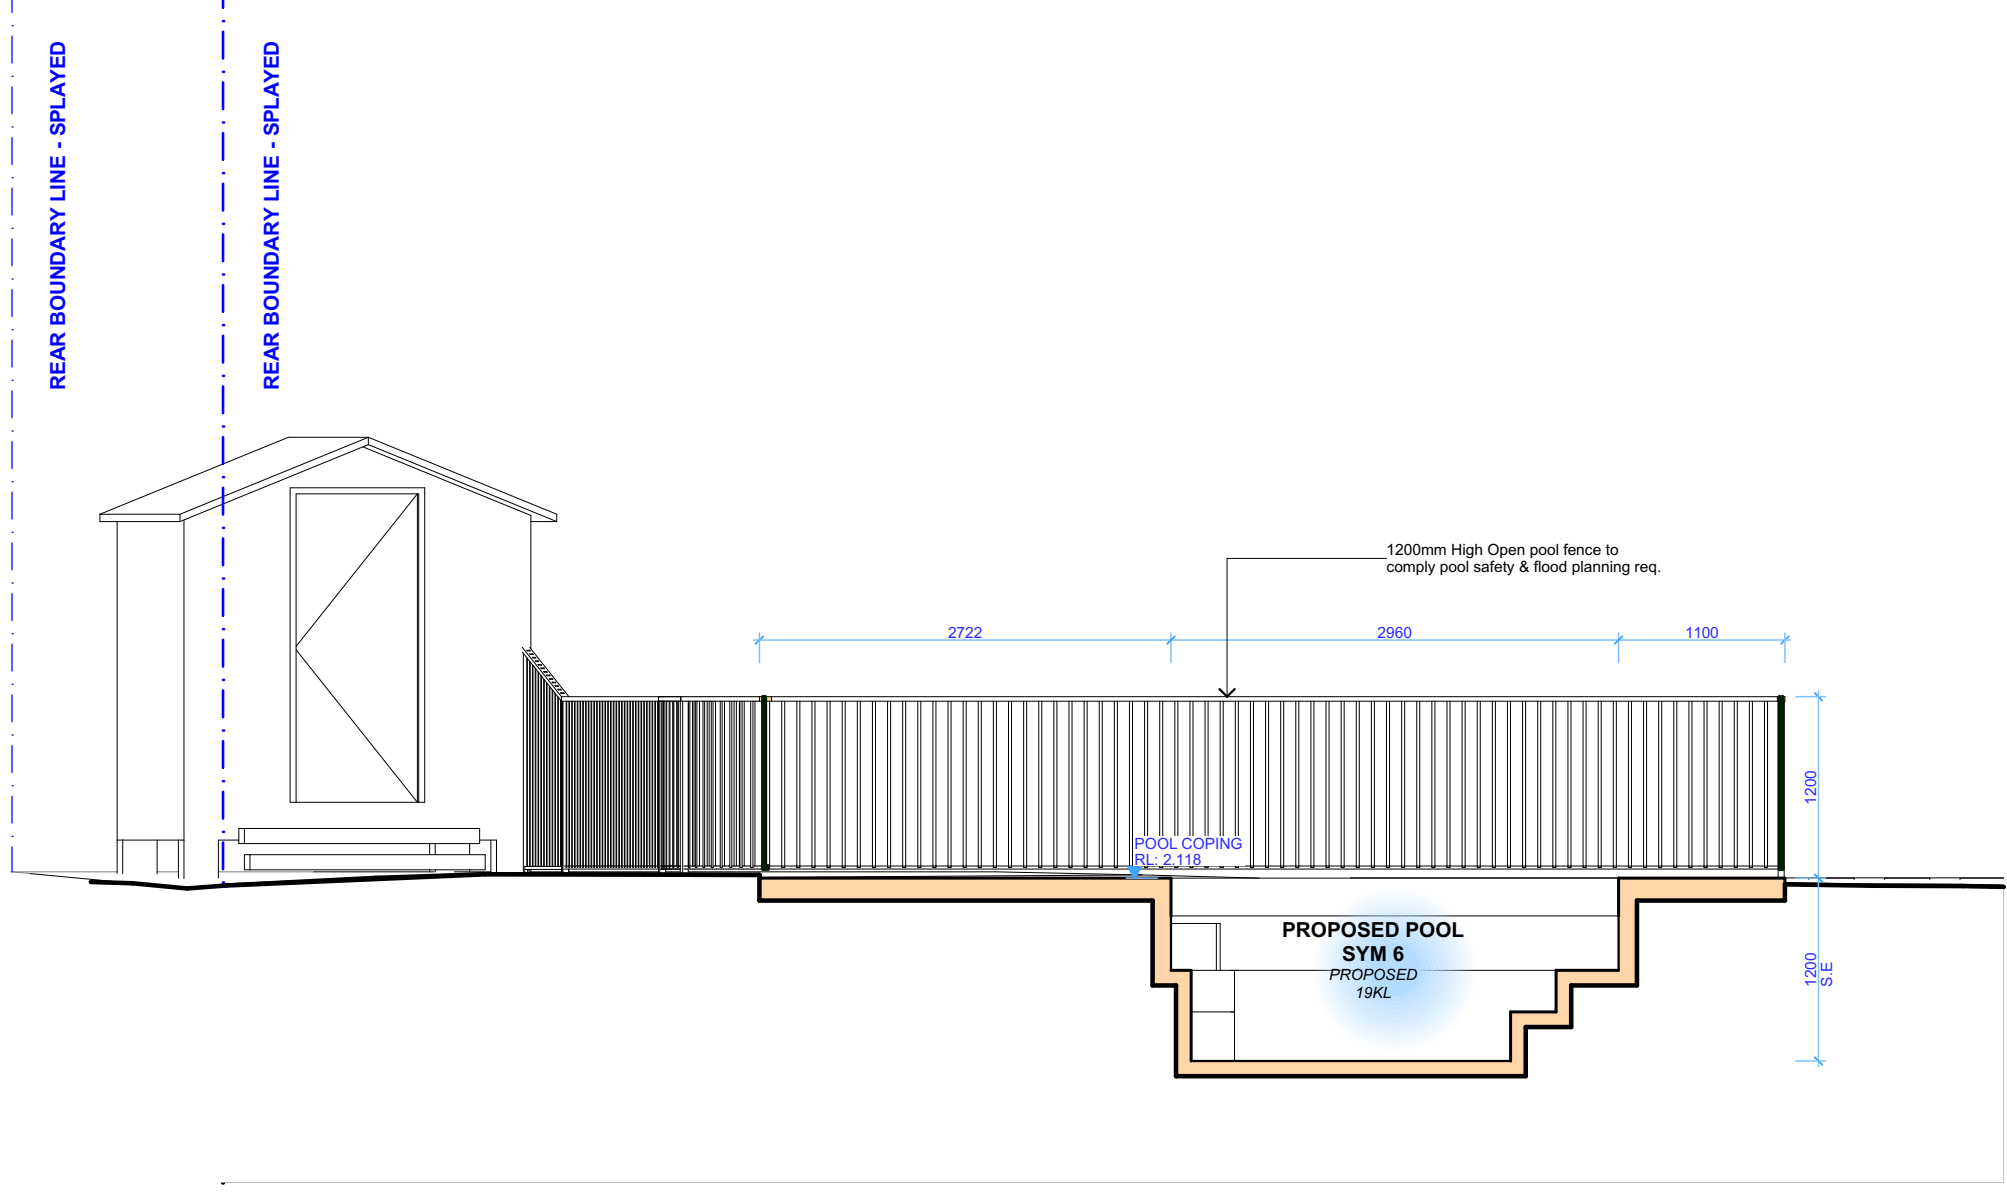 REAR BOUNDARY LINE - SPLAYED
REAR BOUNDARY LINE - SPLAYED
1200mm High Open pool fence to
comply pool safety & flood planning req.
2722
2960
1100
1200
POOL COPING
RL: 2.118
PROPOSED POOL
SYM 6
PROPOSED
19KL
1200
S.E